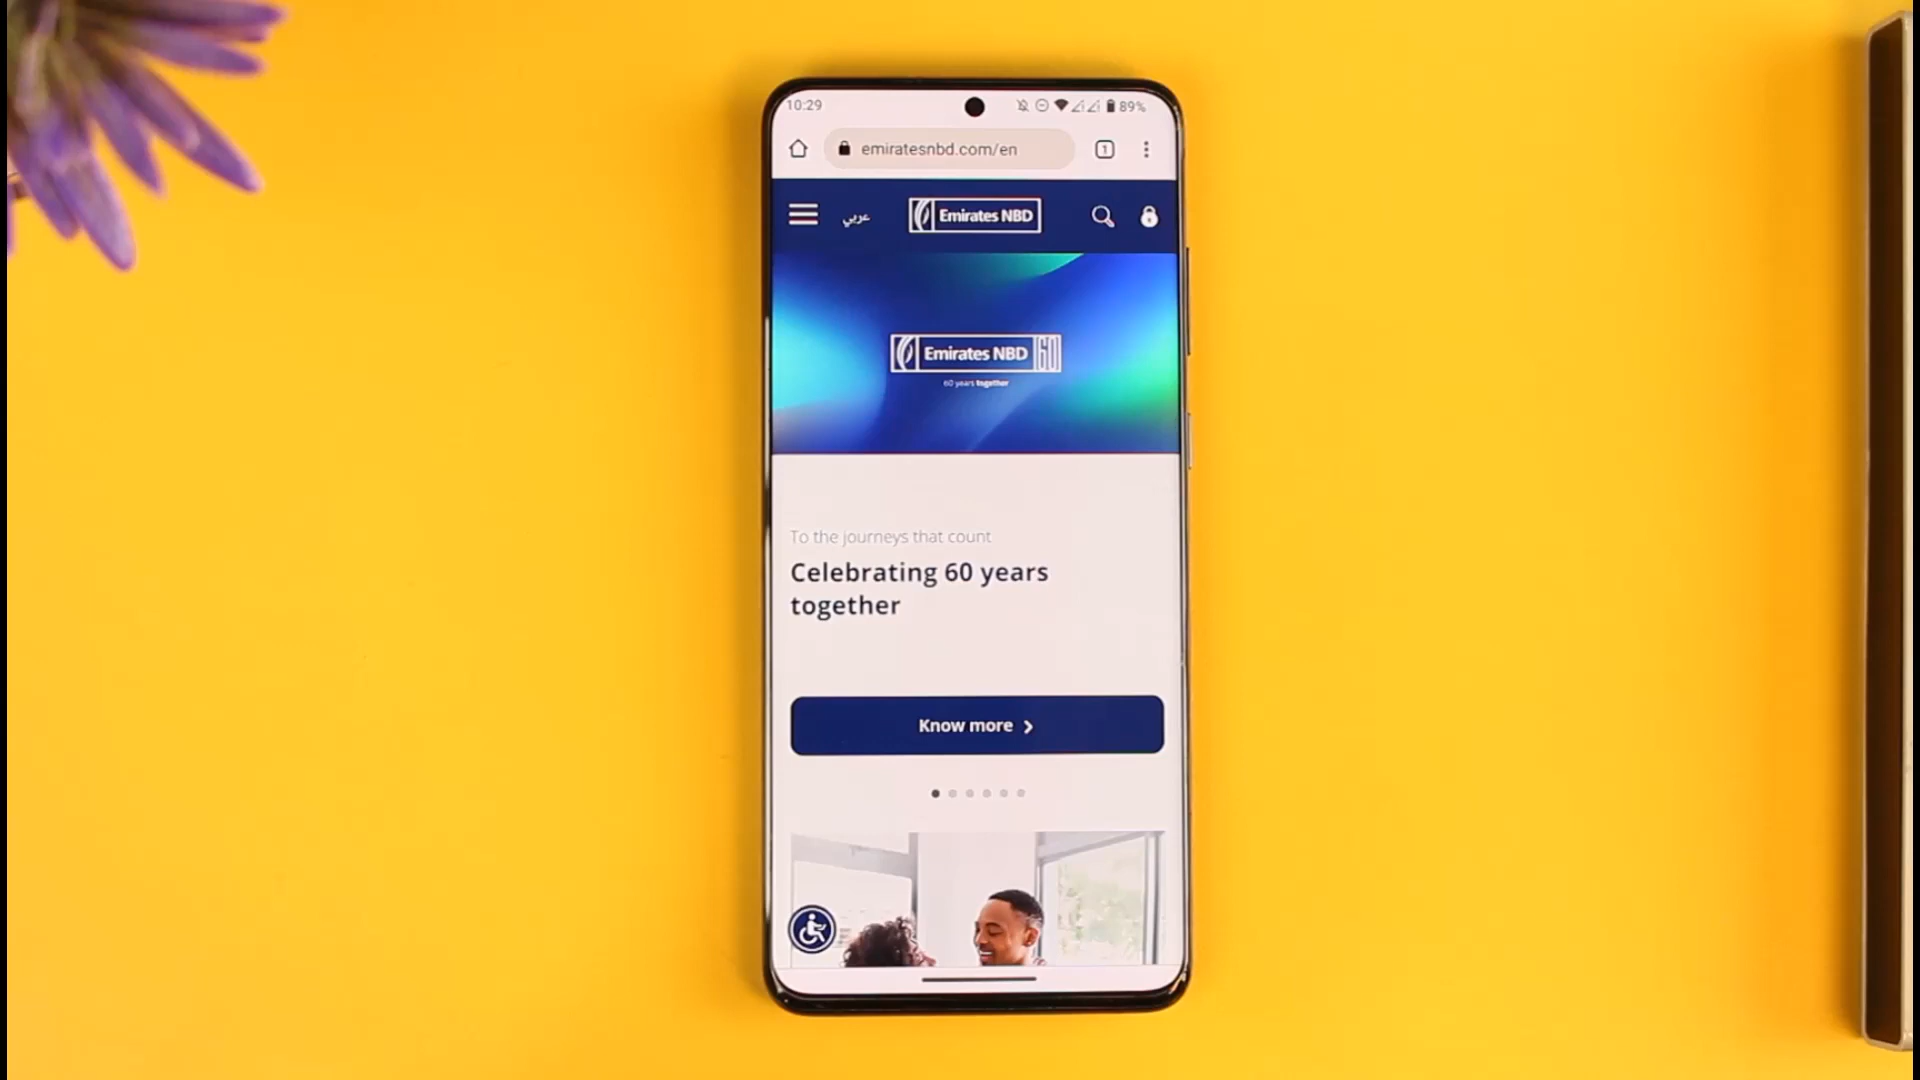 10:29
89%
emiratesnbd.com/en
1
عربي
Emirates NBD
Emirates NBD 60
60 years together
To the journeys that count
Celebrating 60 years
together
Know more